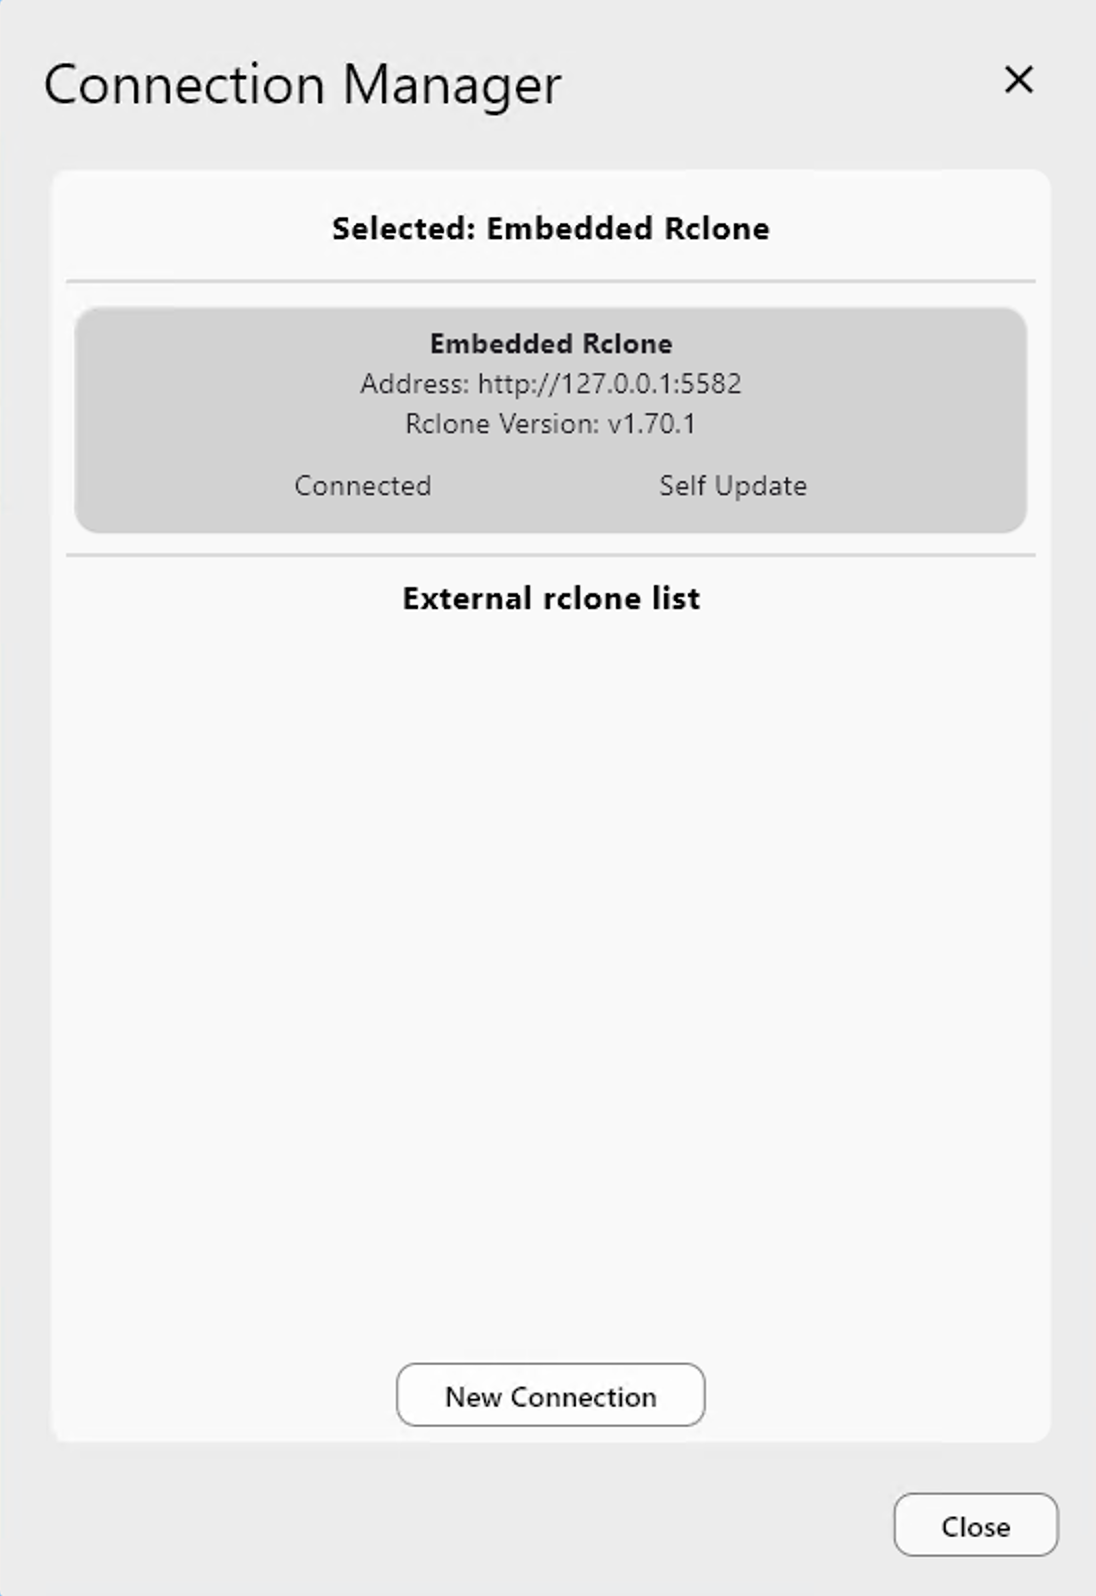 Connection Manager
Selected: Embedded Rclone
Embedded Rclone
Address: http://127.0.0.1:5582
Rclone Version: v1.70.1
Connected Self Update
External rclone list
New Connection
Close